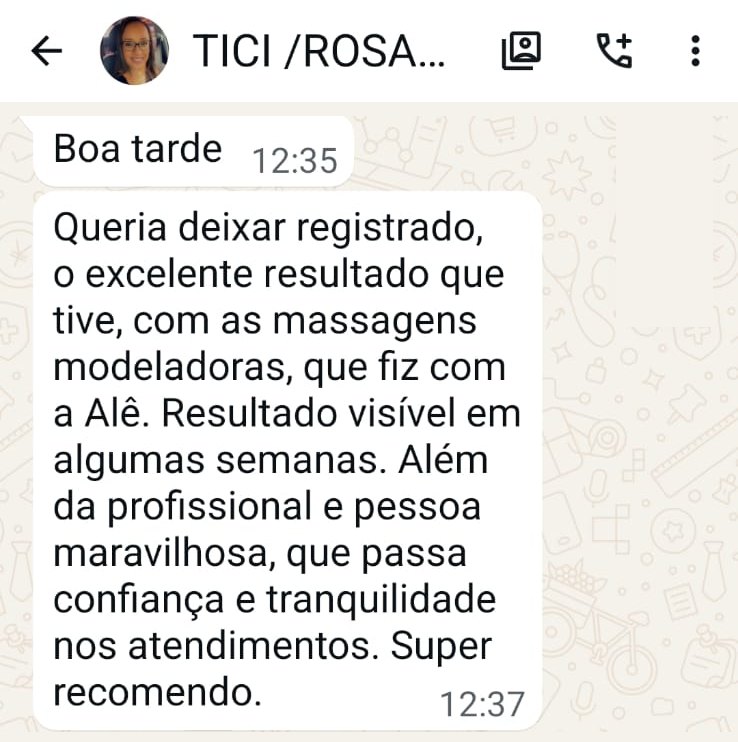 TICI /ROSA...
Boa tarde 12:35
Queria deixar registrado,
o excelente resultado que
tive, com as massagens
modeladoras, que fiz com
a Alê. Resultado visível em
algumas semanas. Além
da profissional e pessoa
maravilhosa, que passa
confiança e tranquilidade
nos atendimentos. Super
recomendo. 12:37